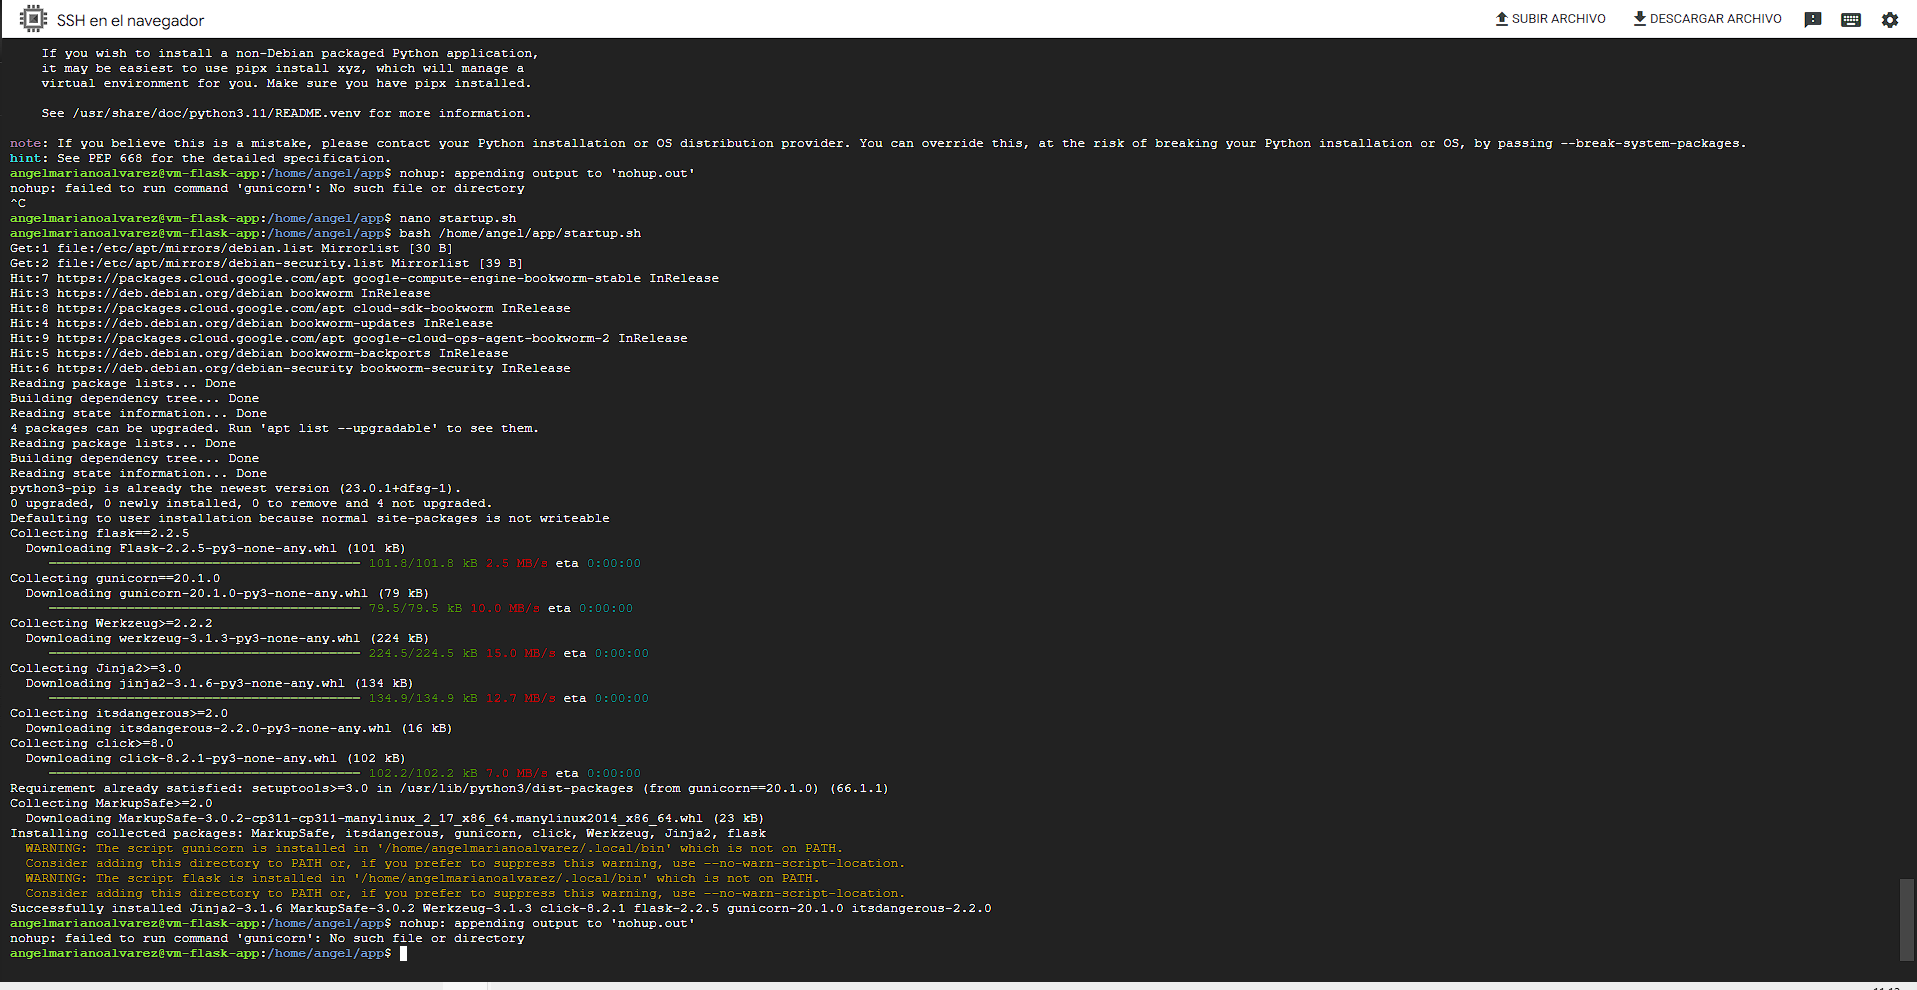 SSH en el navegador
SUBIR ARCHIVO
DESCARGAR ARCHIVO
If you wish to install a non-Debian packaged Python application,
it may be easiest to use pipx install xyz, which will manage a
virtual environment for you. Make sure you have pipx installed.
See /usr/share/doc/python3.11/README.venv for more information.
note: If you believe this is a mistake, please contact your Python installation or OS distribution provider. You can override this, at the risk of breaking your Python installation or OS, by passing --break-system-packages.
hint: See PEP 668 for the detailed specification.
angelmarianoalvarez@vm-flask-app:/home/angel/app$ nohup: appending output to 'nohup.out'
nohup: failed to run command 'gunicorn': No such file or directory
^C
angelmarianoalvarez@vm-flask-app:/home/angel/app$ nano startup.sh
angelmarianoalvarez@vm-flask-app:/home/angel/app$ bash /home/angel/app/startup.sh
Get:1 file:/etc/apt/mirrors/debian.list Mirrorlist [30 B]
Get:2 file:/etc/apt/mirrors/debian-security.list Mirrorlist [39 B]
Hit:7 https://packages.cloud.google.com/apt google-compute-engine-bookworm-stable InRelease
Hit:3 https://deb.debian.org/debian bookworm InRelease
Hit:8 https://packages.cloud.google.com/apt cloud-sdk-bookworm InRelease
Hit:4 https://deb.debian.org/debian bookworm-updates InRelease
Hit:9 https://packages.cloud.google.com/apt google-cloud-ops-agent-bookworm-2 InRelease
Hit:5 https://deb.debian.org/debian bookworm-backports InRelease
Hit:6 https://deb.debian.org/debian-security bookworm-security InRelease
Reading package lists... Done
Building dependency tree... Done
Reading state information... Done
4 packages can be upgraded. Run 'apt list --upgradable' to see them.
Reading package lists... Done
Building dependency tree... Done
Reading state information... Done
python3-pip is already the newest version (23.0.1+dfsg-1).
0 upgraded, 0 newly installed, 0 to remove and 4 not upgraded.
Defaulting to user installation because normal site-packages is not writeable
Collecting flask==2.2.5
Downloading Flask-2.2.5-py3-none-any.whl (101 kB)
101.8/101.8 kB 2.5 MB/s eta 0:00:00
Collecting gunicorn==20.1.0
Downloading gunicorn-20.1.0-py3-none-any.whl (79 kB)
79.5/79.5 kB 10.0 MB/s eta 0:00:00
Collecting Werkzeug>=2.2.2
Downloading werkzeug-3.1.3-py3-none-any.whl (224 kB)
224.5/224.5 kB 15.0 MB/s eta 0:00:00
Collecting Jinja2>=3.0
Downloading jinja2-3.1.6-py3-none-any.whl (134 kB)
134.9/134.9 kB 12.7 MB/s eta 0:00:00
Collecting itsdangerous>=2.0
Downloading itsdangerous-2.2.0-py3-none-any.whl (16 kB)
Collecting click>=8.0
Downloading click-8.2.1-py3-none-any.whl (102 kB)
102.2/102.2 kB 7.0 MB/s eta 0:00:00
Requirement already satisfied: setuptools>=3.0 in /usr/lib/python3/dist-packages (from gunicorn==20.1.0) (66.1.1)
Collecting MarkupSafe>=2.0
Downloading MarkupSafe-3.0.2-cp311-cp311-manylinux_2_17_x86_64.manylinux2014_x86_64.whl (23 kB)
Installing collected packages: MarkupSafe, itsdangerous, gunicorn, click, Werkzeug, Jinja2, flask
WARNING: The script gunicorn is installed in '/home/angelmarianoalvarez/.local/bin' which is not on PATH.
Consider adding this directory to PATH or, if you prefer to suppress this warning, use --no-warn-script-location.
WARNING: The script flask is installed in '/home/angelmarianoalvarez/.local/bin' which is not on PATH.
Consider adding this directory to PATH or, if you prefer to suppress this warning, use --no-warn-script-location.
Successfully installed Jinja2-3.1.6 MarkupSafe-3.0.2 Werkzeug-3.1.3 click-8.2.1 flask-2.2.5 gunicorn-20.1.0 itsdangerous-2.2.0
angelmarianoalvarez@vm-flask-app:/home/angel/app$ nohup: appending output to 'nohup.out'
nohup: failed to run command 'gunicorn': No such file or directory
angelmarianoalvarez@vm-flask-app:/home/angel/app$